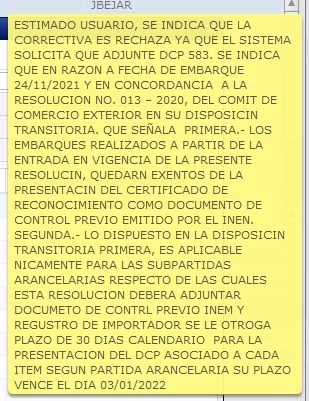 JBEJAR
ESTIMADO USUARIO, SE INDICA QUE LA
CORRECTIVA ES RECHAZA YA QUE EL SISTEMA
SOLICITA QUE ADJUNTE DCP 583. SE INDICA
QUE EN RAZON A FECHA DE EMBARQUE
24/11/2021 Y EN CONCORDANCIA A LA
RESOLUCION NO. 013 – 2020, DEL COMIT DE
COMERCIO EXTERIOR EN SU DISPOSICIN
TRANSITORIA. QUE SEÑALA PRIMERA.- LOS
EMBARQUES REALIZADOS A PARTIR DE LA
ENTRADA EN VIGENCIA DE LA PRESENTE
RESOLUCIN, QUEDARN EXENTOS DE LA
PRESENTACIN DEL CERTIFICADO DE
RECONOCIMIENTO COMO DOCUMENTO DE
CONTROL PREVIO EMITIDO POR EL INEN.
SEGUNDA.- LO DISPUESTO EN LA DISPOSICIN
TRANSITORIA PRIMERA, ES APLICABLE
NICAMENTE PARA LAS SUBPARTIDAS
ARANCELARIAS RESPECTO DE LAS CUALES
ESTA RESOLUCION DEBERA ADJUNTAR
DOCUMETO DE CONTRL PREVIO INEM Y
REGUSTRO DE IMPORTADOR SE LE OTROGA
PLAZO DE 30 DIAS CALENDARIO PARA LA
PRESENTACION DEL DCP ASOCIADO A CADA
ITEM SEGUN PARTIDA ARANCELARIA SU PLAZO
VENCE EL DIA 03/01/2022